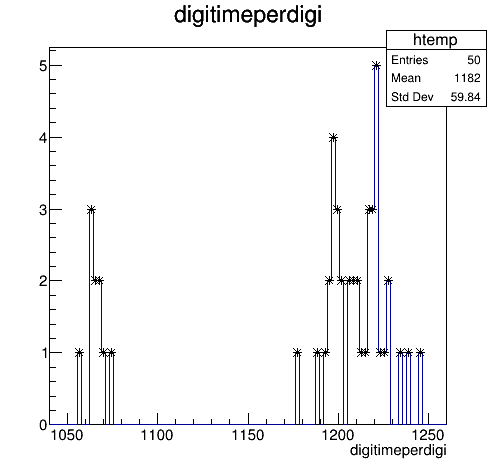 digitimeperdigi
htemp
Entries 50
Mean 1182
Std Dev 59.84
5
4
3
2
1
0
1050 1100 1150 1200 1250
digitimeperdigi